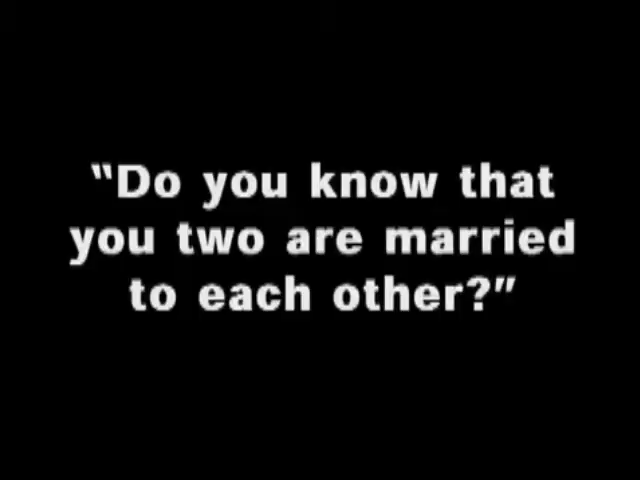 "Do you know that
you two are married
to each other?"